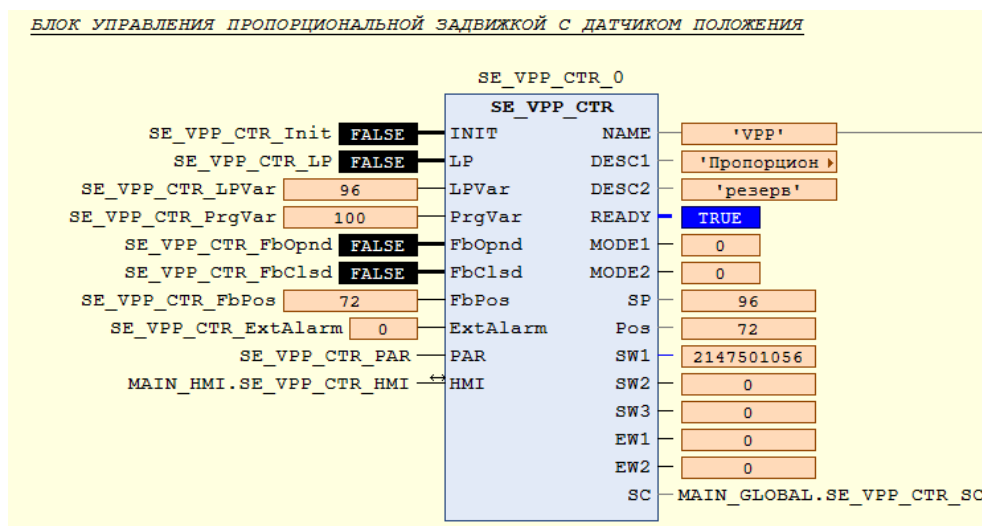 БЛОК УПРАВЛЕНИЯ ПРОПОРЦИОНАЛЬНОЙ ЗАДВИЖКОЙ С ДАТЧИКОМ ПОЛОЖЕНИЯ
SE_VPP_CTR_0
SE_VPP_CTR
SE_VPP_CTR_Init FALSE INIT NAME 'VPP'
SE_VPP_CTR_LP FALSE LP DESC1 'Пропорцион
SE_VPP_CTR_LPVar 96 LPVar DESC2 'резерв'
SE_VPP_CTR_PrgVar 100 PrgVar READY TRUE
SE_VPP_CTR_FbOpnd FALSE FbOpnd MODE1 0
SE_VPP_CTR_FbClsd FALSE FbClsd MODE2 0
SE_VPP_CTR_FbPos 72 FbPos SP 96
SE_VPP_CTR_ExtAlarm 0 ExtAlarm Pos 72
SE_VPP_CTR_PAR PAR SW1 2147501056
MAIN_HMI.SE_VPP_CTR_HMI HMI SW2 0
SW3 0
EW1 0
EW2 0
SC MAIN_GLOBAL.SE_VPP_CTR_SC